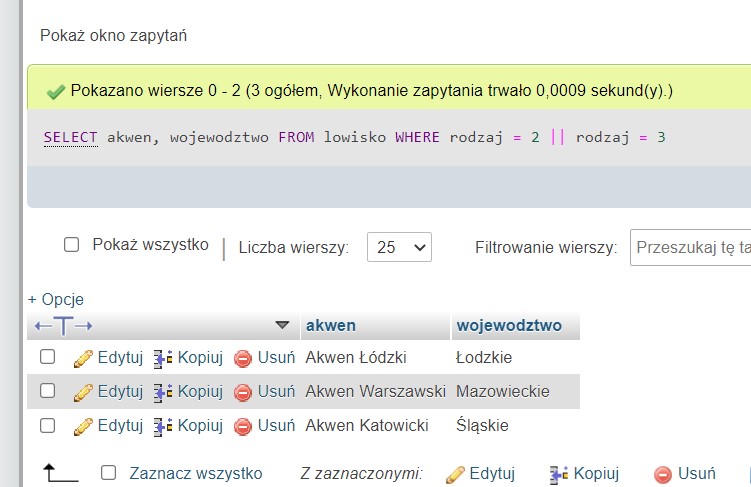 Pokaż okno zapytań
Pokazano wiersze 0 - 2 (3 ogółem, Wykonanie zapytania trwało 0,0009 sekund(y).)
SELECT akwen, wojewodztwo FROM lowisko WHERE rodzaj = 2 || rodzaj = 3
Pokaż wszystko | Liczba wierszy: 25 Filtrowanie wierszy: Przeszukaj tę ta
+ Opcje
←T→ akwen wojewodztwo
Edytuj Kopiuj Usuń Akwen Łódzki Łodzkie
Edytuj Kopiuj Usuń Akwen Warszawski Mazowieckie
Edytuj Kopiuj Usuń Akwen Katowicki Śląskie
Zaznacz wszystko Z zaznaczonymi: Edytuj Kopiuj Usuń